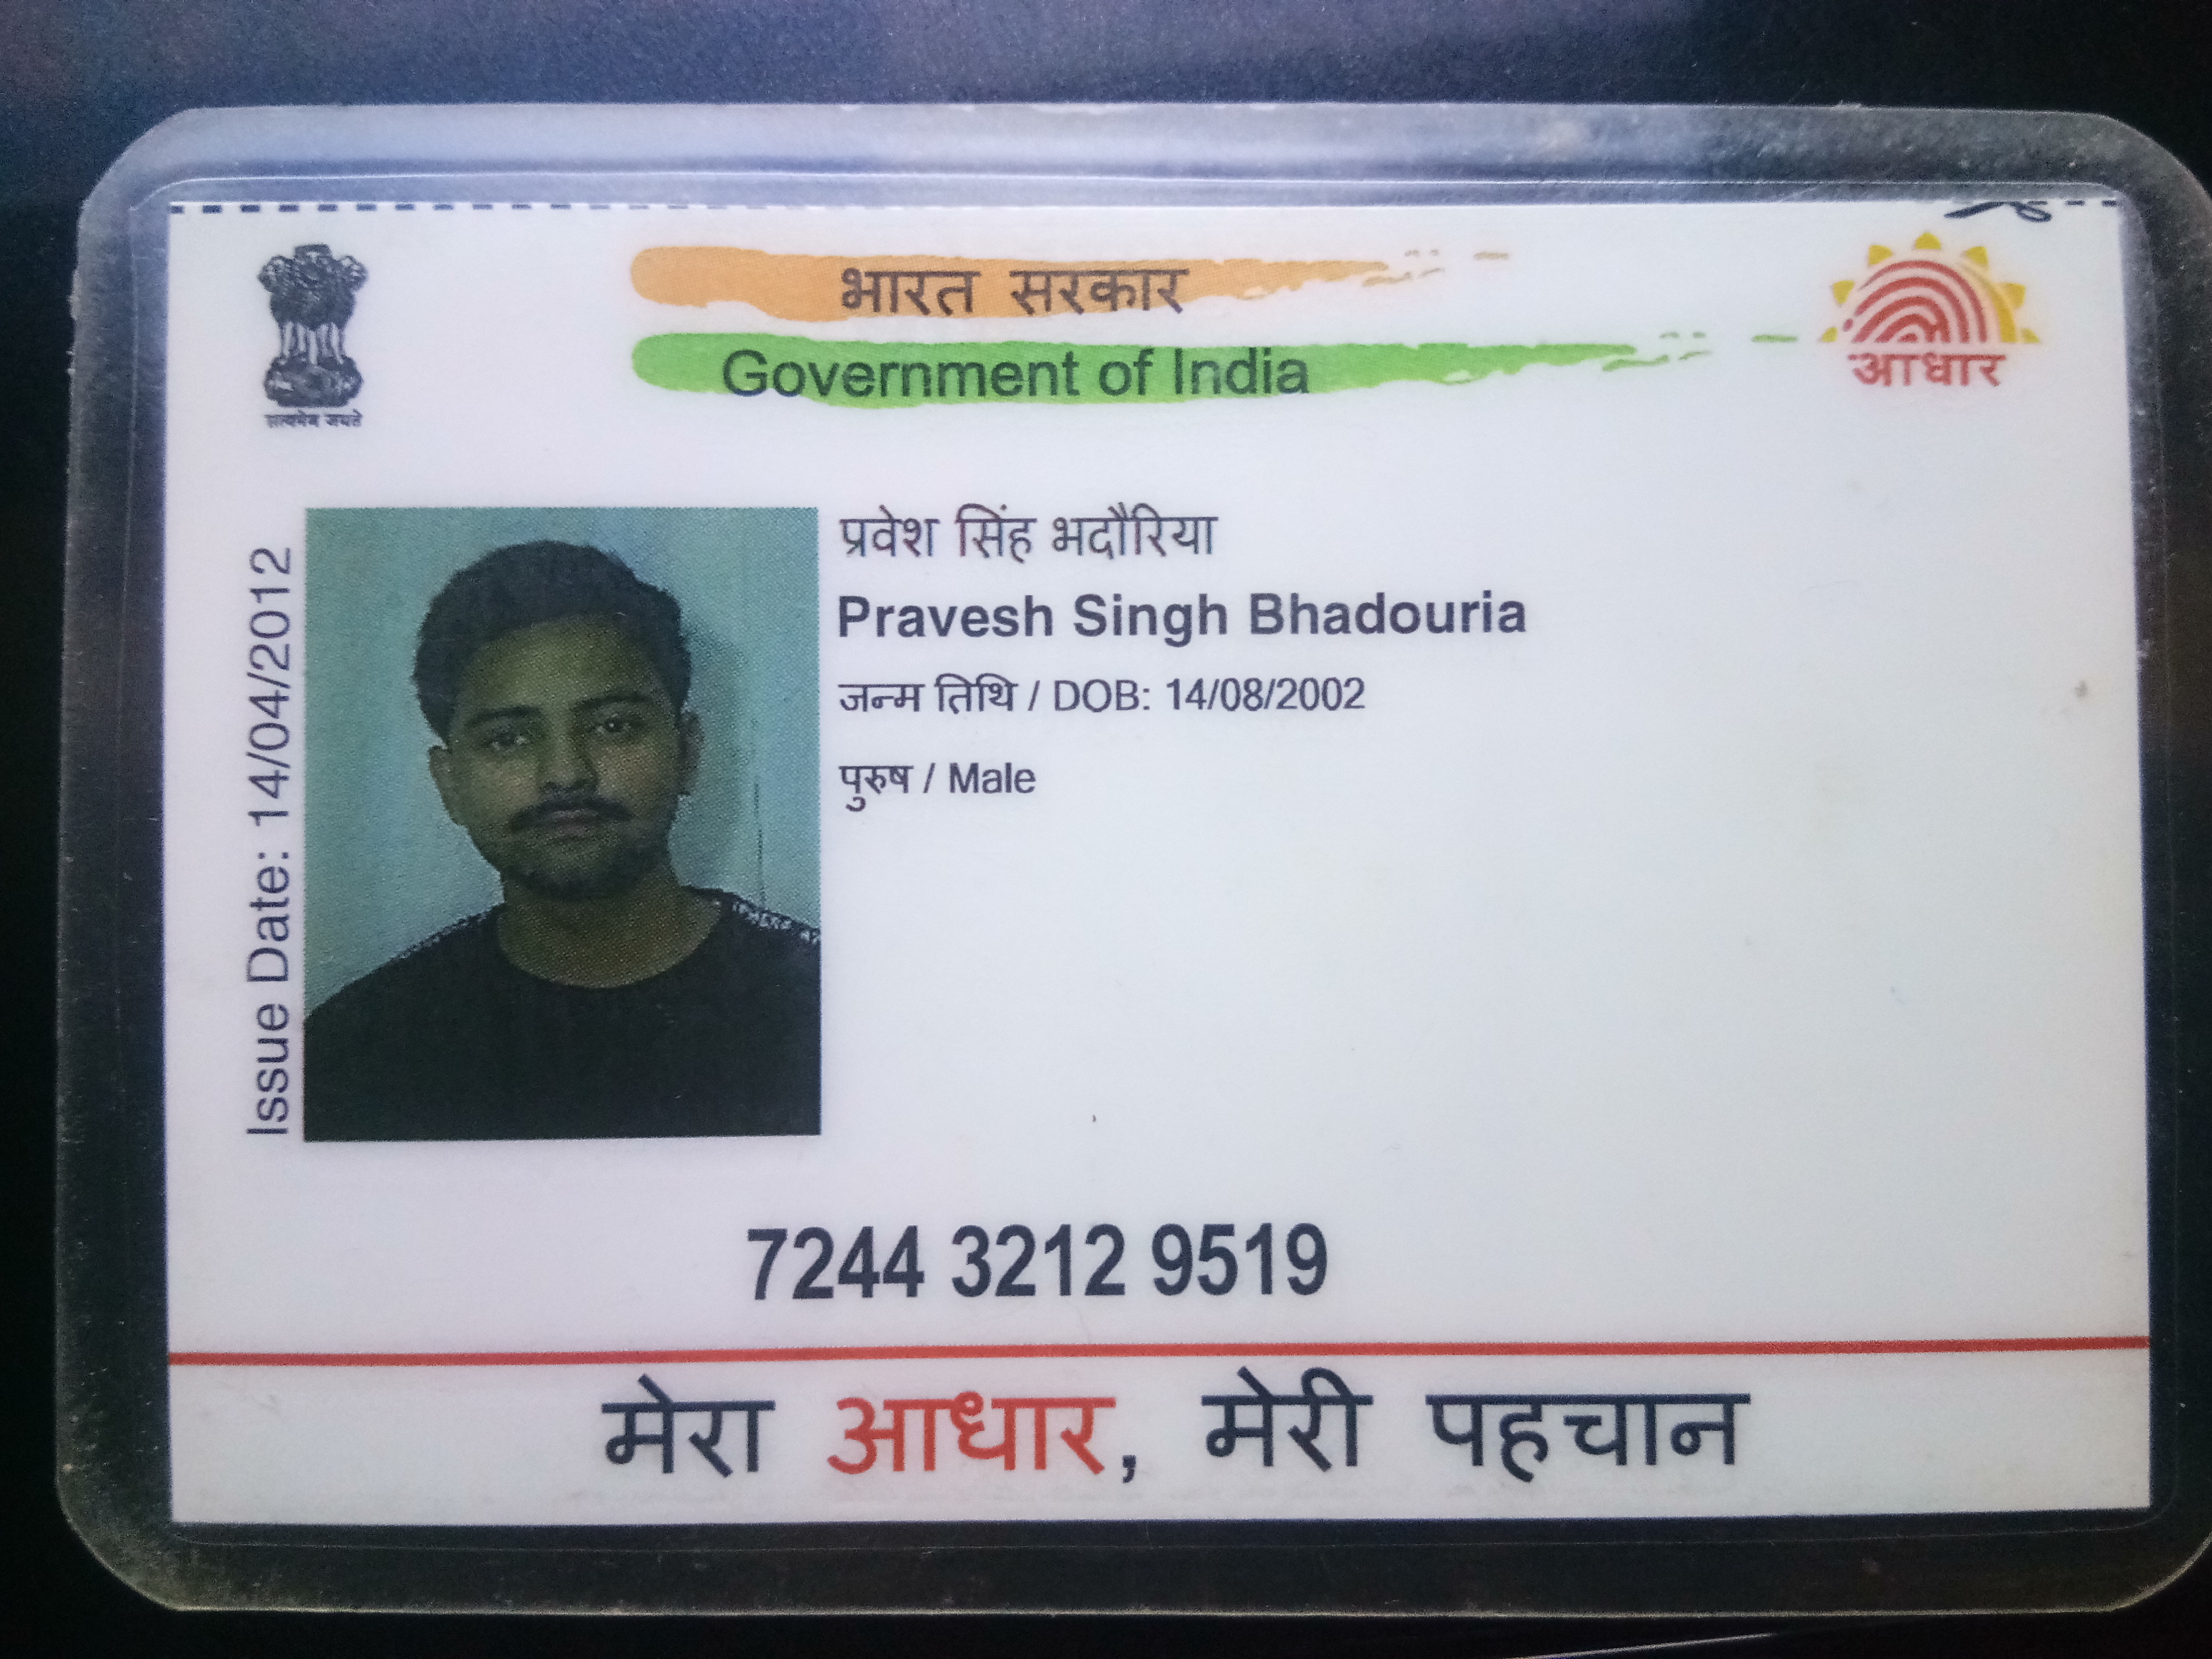 भारत सरकार
Government of India
सत्यमेव जयते
आधार
Issue Date: 14/04/2012
प्रवेश सिंह भदौरिया
Pravesh Singh Bhadouria
जन्म तिथि / DOB: 14/08/2002
पुरुष / Male
7244 3212 9519
मेरा आधार, मेरी पहचान